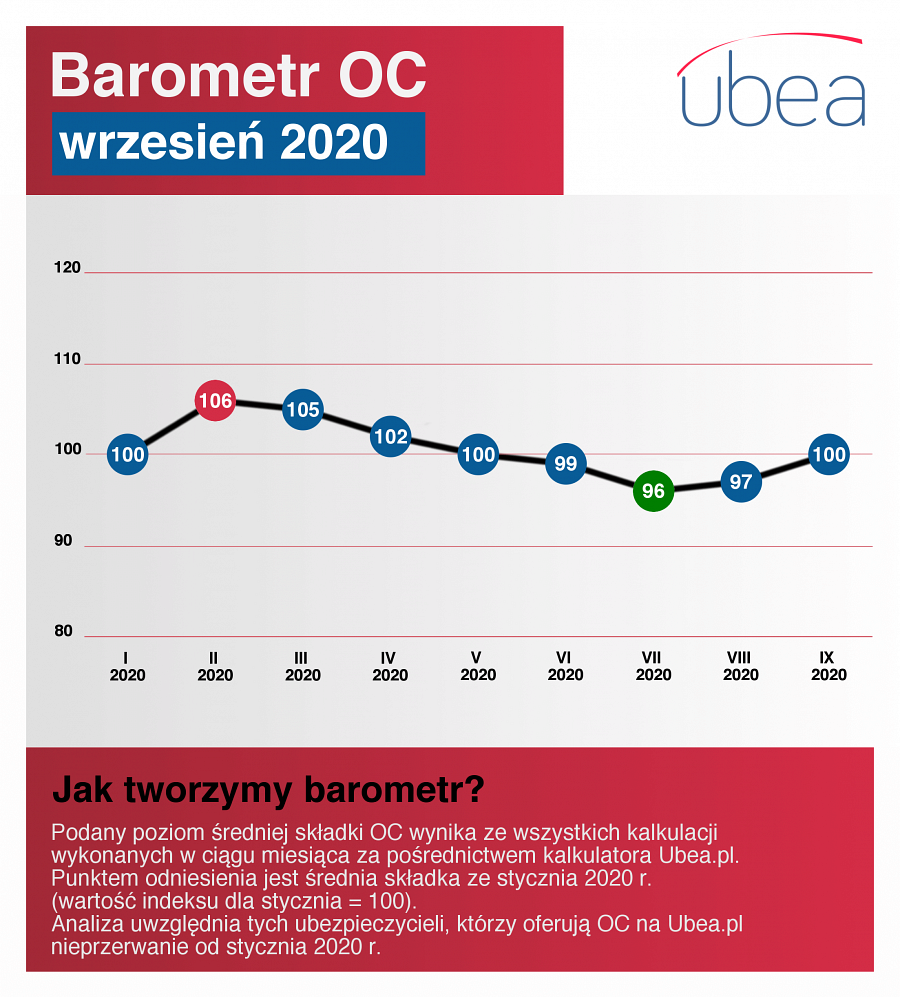 Barometr OC
wrzesień 2020
ubea
120
110
100
90
80
100
106
105
102
100
99
96
97
100
I
2020
II
2020
III
2020
IV
2020
V
2020
VI
2020
VII
2020
VIII
2020
IX
2020
Jak tworzymy barometr?
Podany poziom średniej składki OC wynika ze wszystkich kalkulacji
wykonanych w ciągu miesiąca za pośrednictwem kalkulatora Ubea.pl.
Punktem odniesienia jest średnia składka ze stycznia 2020 r.
(wartość indeksu dla stycznia = 100).
Analiza uwzględnia tych ubezpieczycieli, którzy oferują OC na Ubea.pl
nieprzerwanie od stycznia 2020 r.